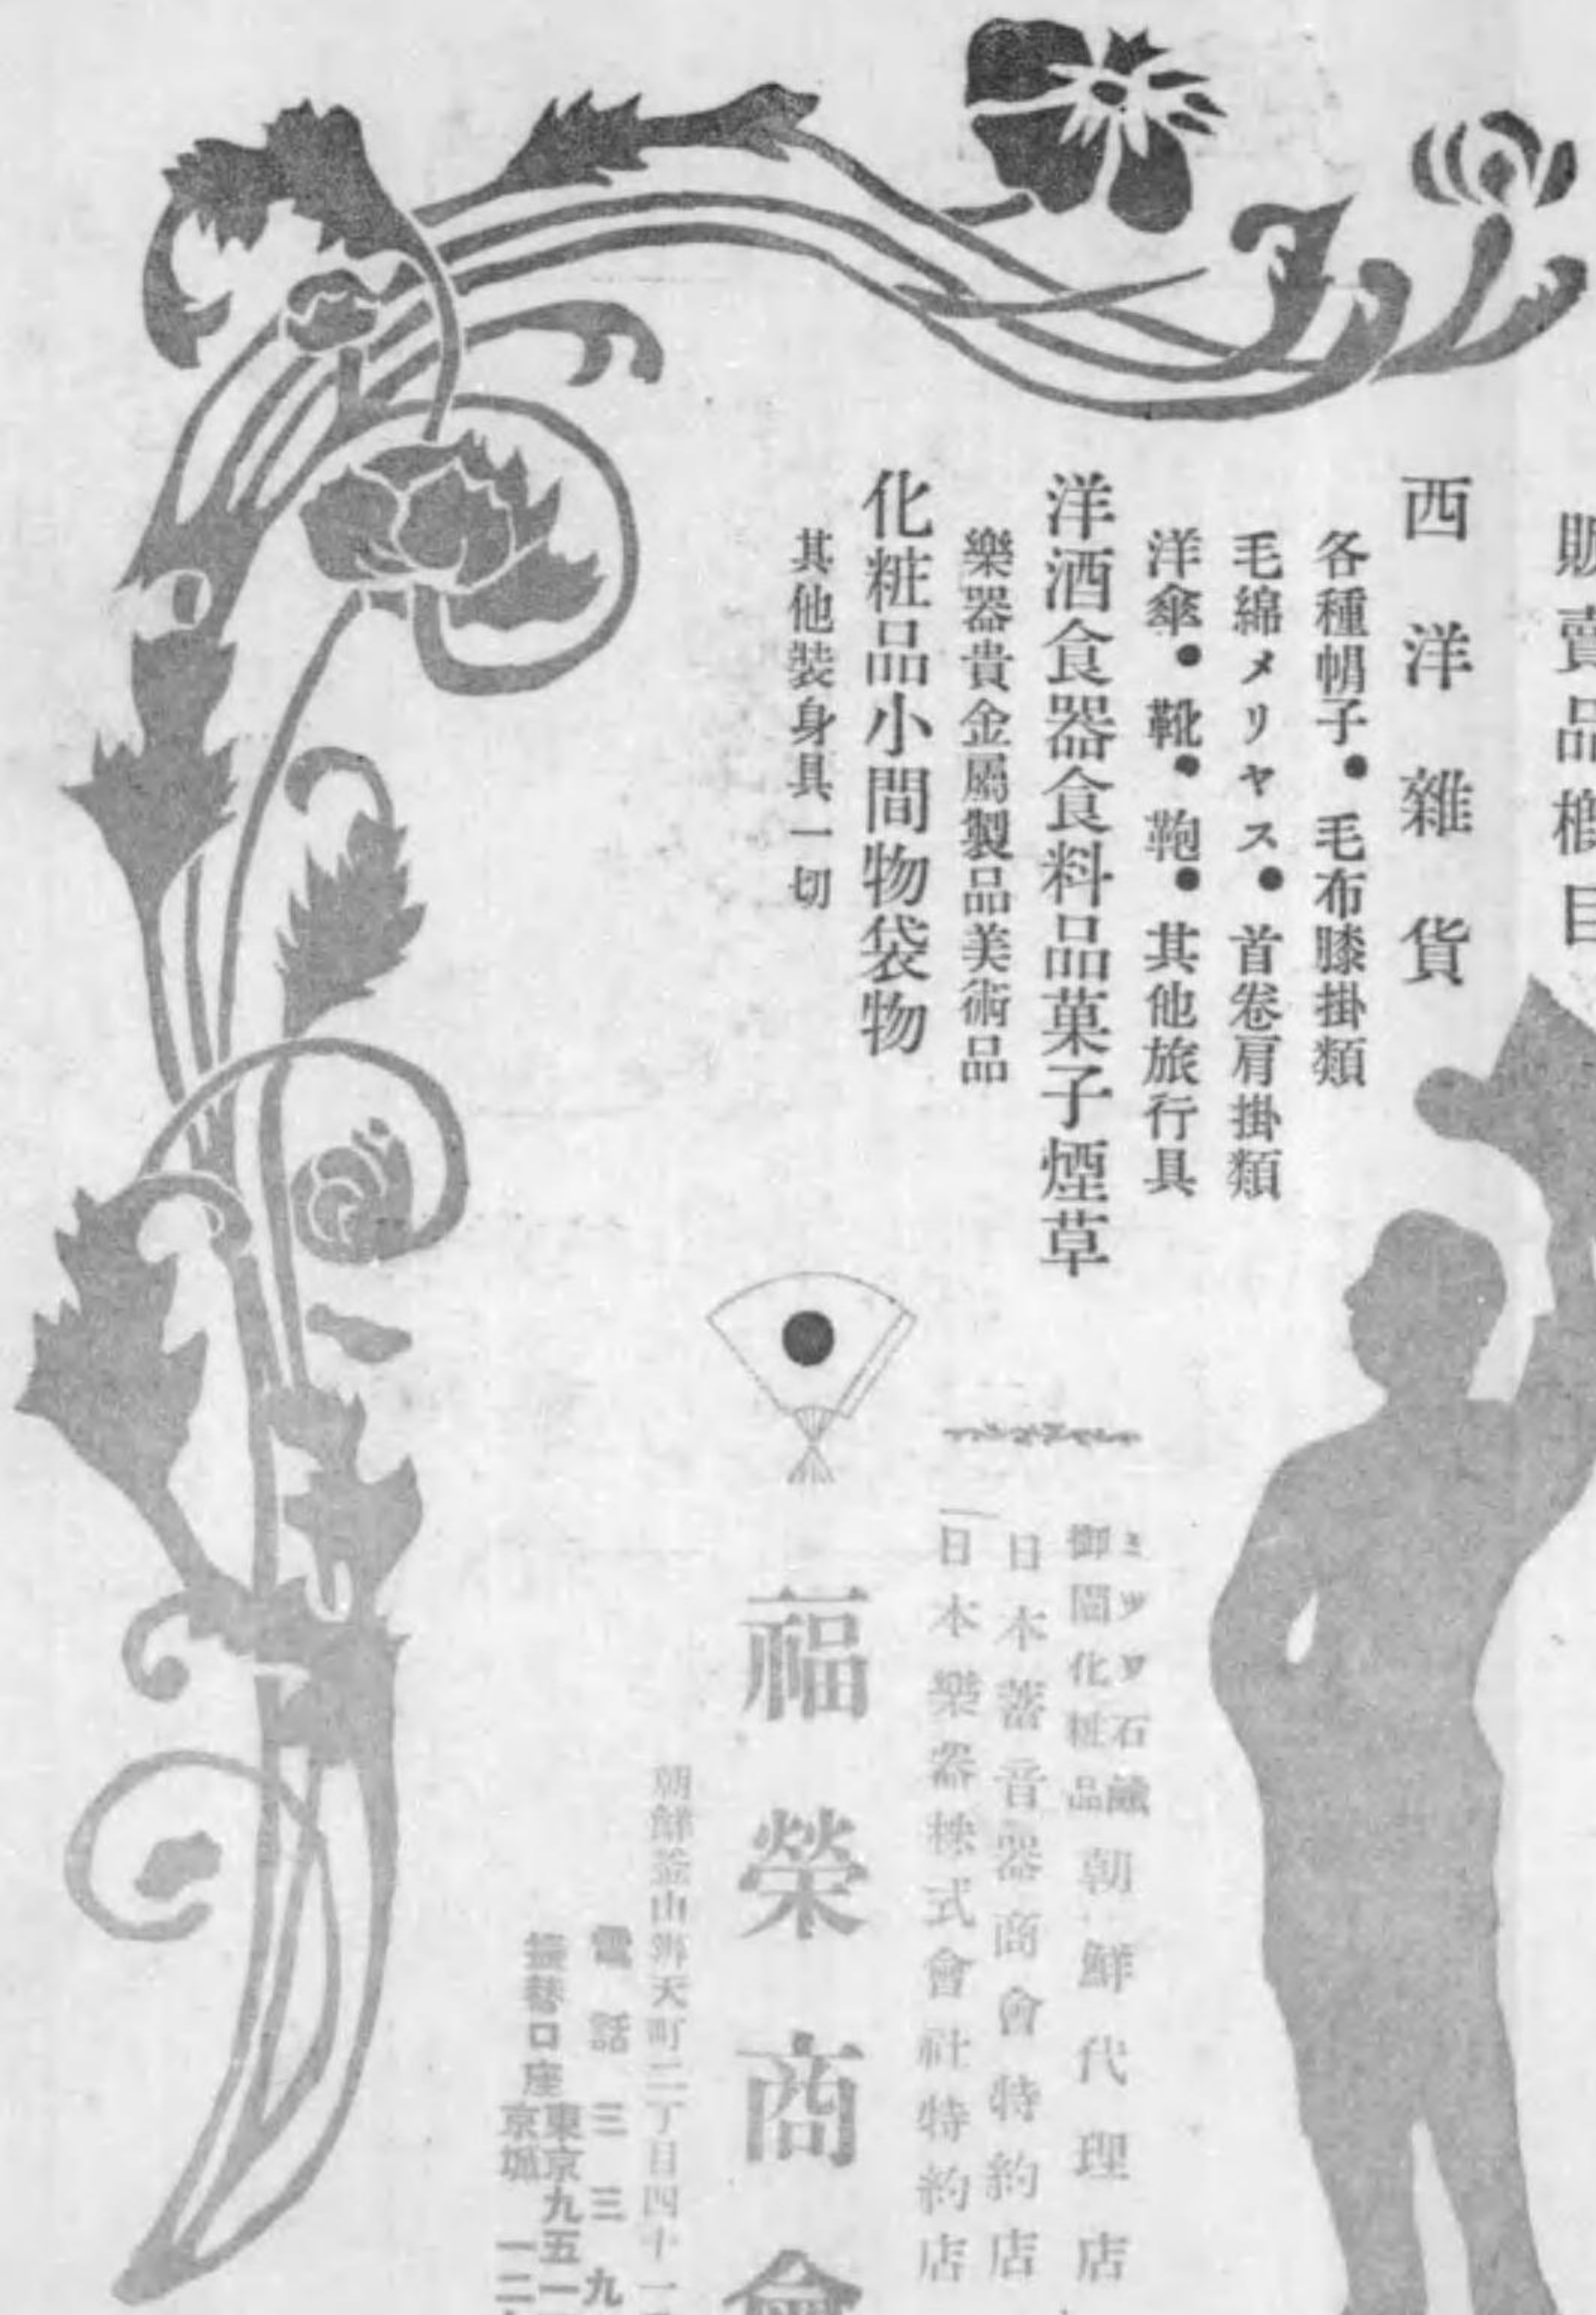 販賣品種目
西洋雜貨
各種帽子●毛布膝掛類
毛綿メリヤス●首卷肩掛類
洋傘●靴●鞄●其他旅行具
洋酒食器食料品菓子煙草
樂器貴金屬製品美術品
化粧品小間物袋物
其他裝身具一切
ミツワ石鹼
御園化粧品
朝鮮代理店
日本蓄音器商會特約店
日本樂器株式會社特約店
福榮商會
朝鮮釜山辨天町二丁目四十一
電話三三九
振替口座
東京九五一
京城一二